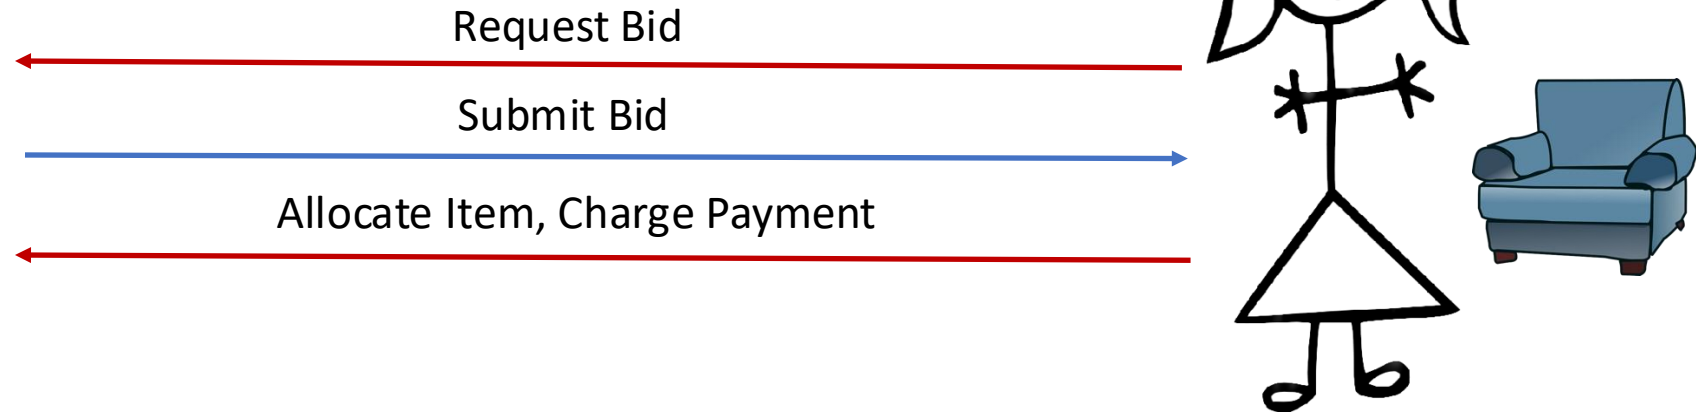 Request Bid
Submit Bid
Allocate Item, Charge Payment